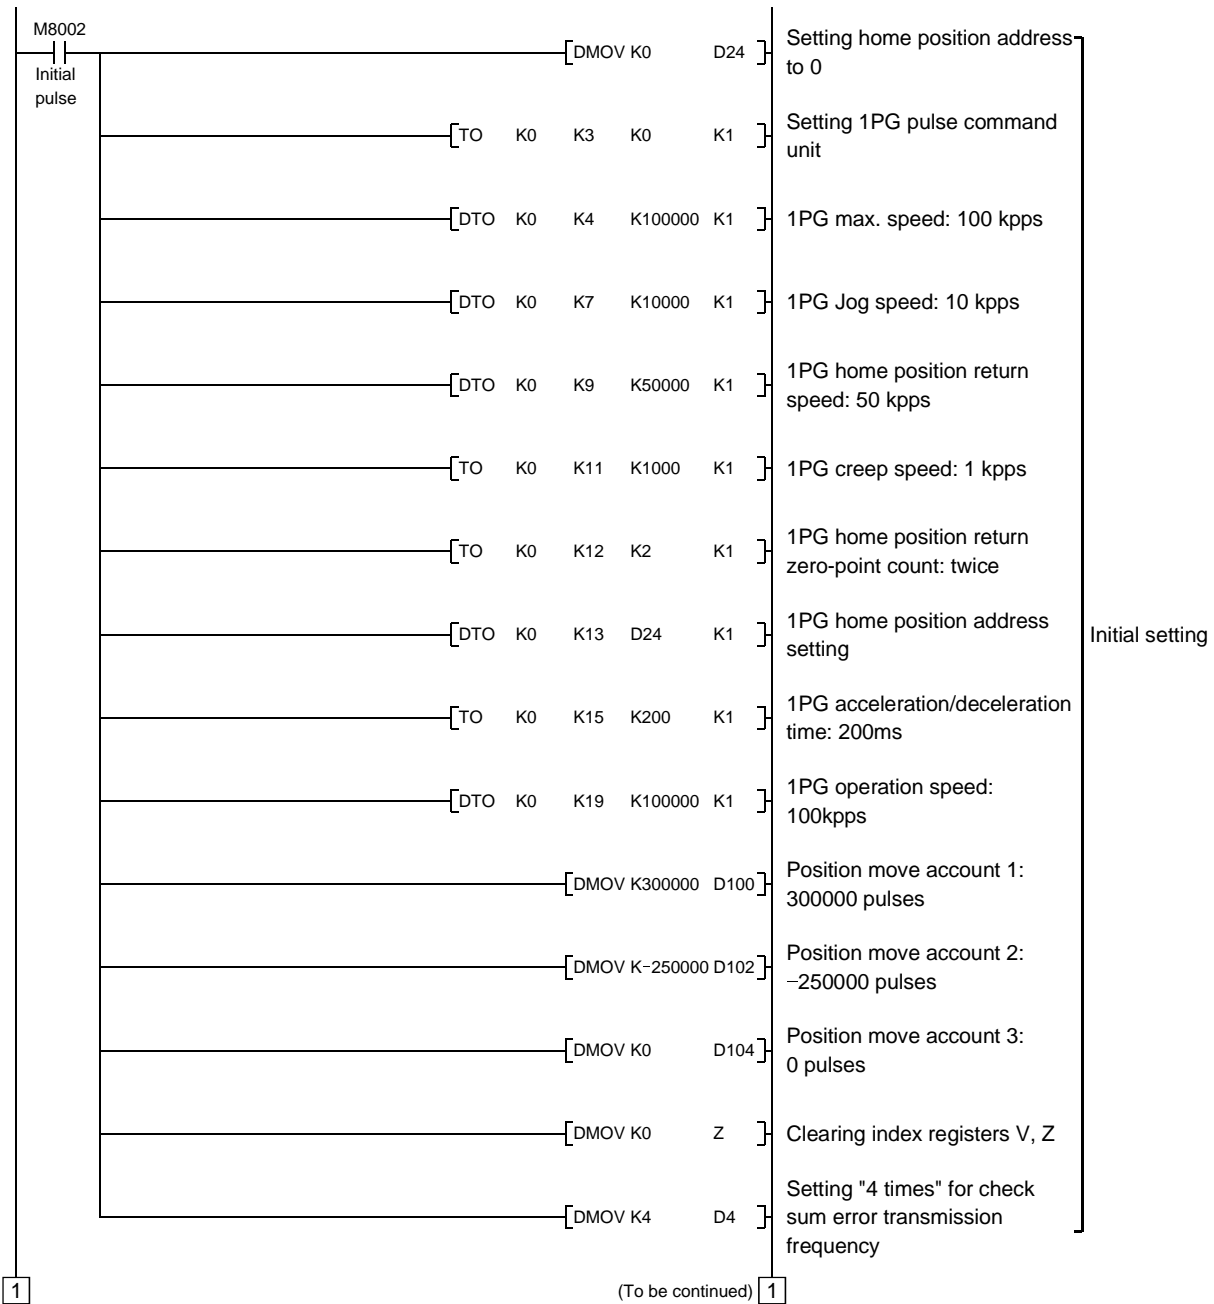 M8002
Initial
pulse
DMOV K0 D24
Setting home position address
to 0
TO K0 K3 K0 K1
Setting 1PG pulse command
unit
DTO K0 K4 K100000 K1
1PG max. speed: 100 kpps
DTO K0 K7 K10000 K1
1PG Jog speed: 10 kpps
DTO K0 K9 K50000 K1
1PG home position return
speed: 50 kpps
TO K0 K11 K1000 K1
1PG creep speed: 1 kpps
TO K0 K12 K2 K1
1PG home position return
zero-point count: twice
DTO K0 K13 D24 K1
1PG home position address
setting
Initial setting
TO K0 K15 K200 K1
1PG acceleration/deceleration
time: 200ms
DTO K0 K19 K100000 K1
1PG operation speed:
100kpps
DMOV K300000 D100
Position move account 1:
300000 pulses
DMOV K-250000 D102
Position move account 2:
-250000 pulses
DMOV K0 D104
Position move account 3:
0 pulses
DMOV K0 Z
Clearing index registers V, Z
DMOV K4 D4
Setting "4 times" for check
sum error transmission
frequency
1
(To be continued) 1